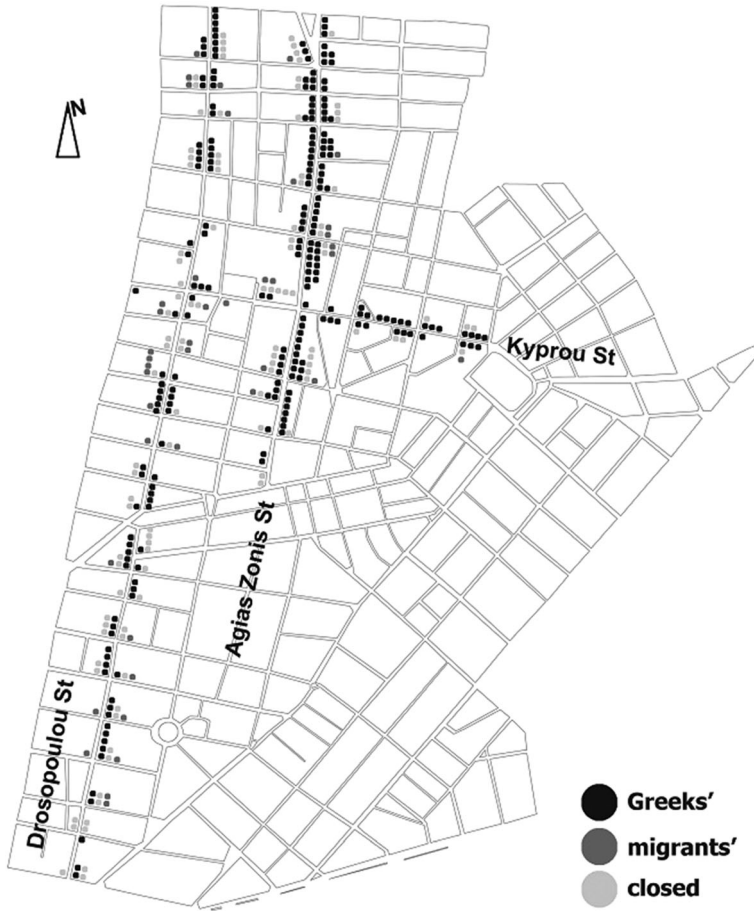 N
Kyprou St
Agias Zonis St
Drosopoulou St
Greeks'
migrants'
closed